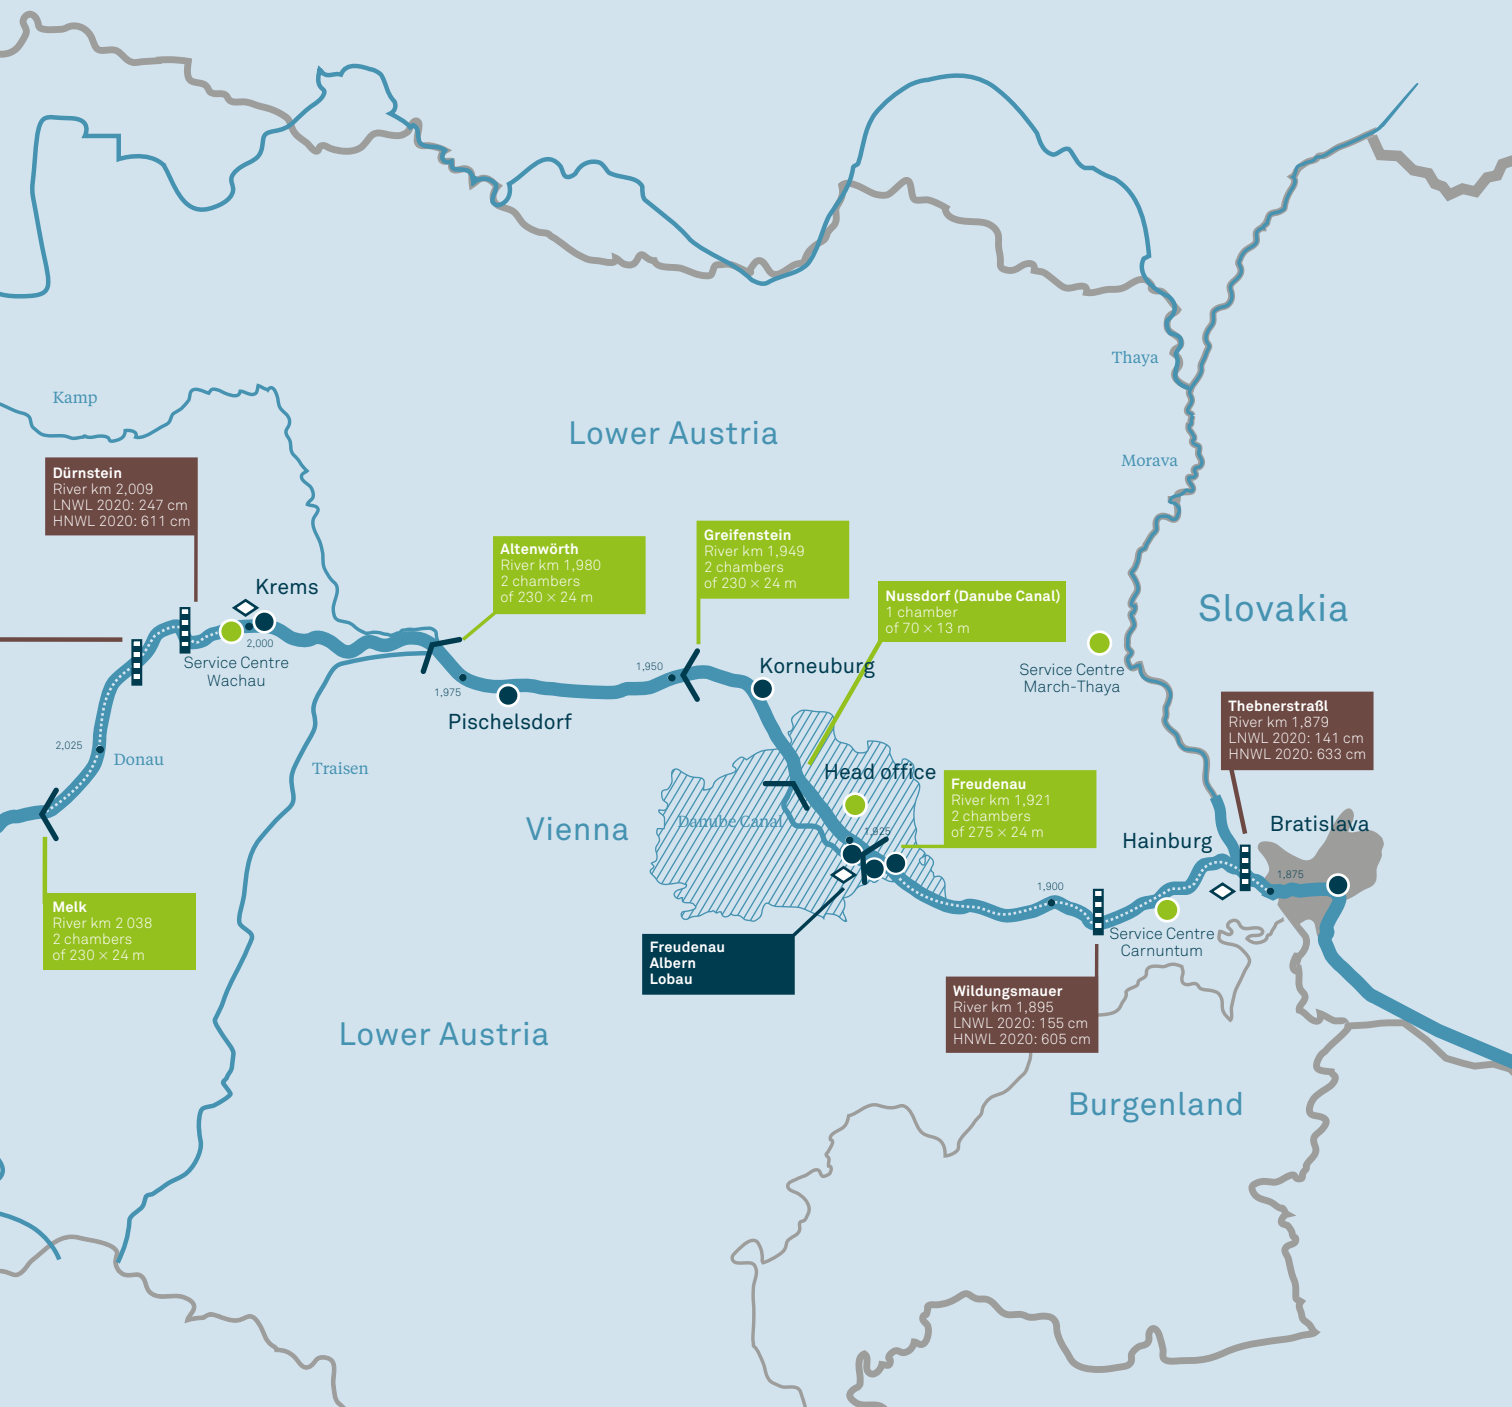 Thaya
Kamp
Lower Austria
Morava
Dürnstein
River km 2,009
LNWL 2020: 247 cm
HNWL 2020: 611 cm
Altenwörth
River km 1,980
2 chambers
of 230 × 24 m
Greifenstein
River km 1,949
2 chambers
of 230 × 24 m
Nussdorf (Danube Canal)
1 chamber
of 70 × 13 m
Krems
2,000
Service Centre
Wachau
Slovakia
1,950
Korneuburg
Service Centre
March-Thaya
1,975
Pischelsdorf
Thebnerstraßl
River km 1,879
LNWL 2020: 141 cm
HNWL 2020: 633 cm
2,025
Donau
Traisen
Head office
Freudenau
River km 1,921
2 chambers
of 275 × 24 m
Vienna
Danube Canal
1,925
Hainburg
Bratislava
1,875
1,900
Melk
River km 2 038
2 chambers
of 230 × 24 m
Service Centre
Carnuntum
Freudenau
Albern
Lobau
Wildungsmauer
River km 1,895
LNWL 2020: 155 cm
HNWL 2020: 605 cm
Lower Austria
Burgenland